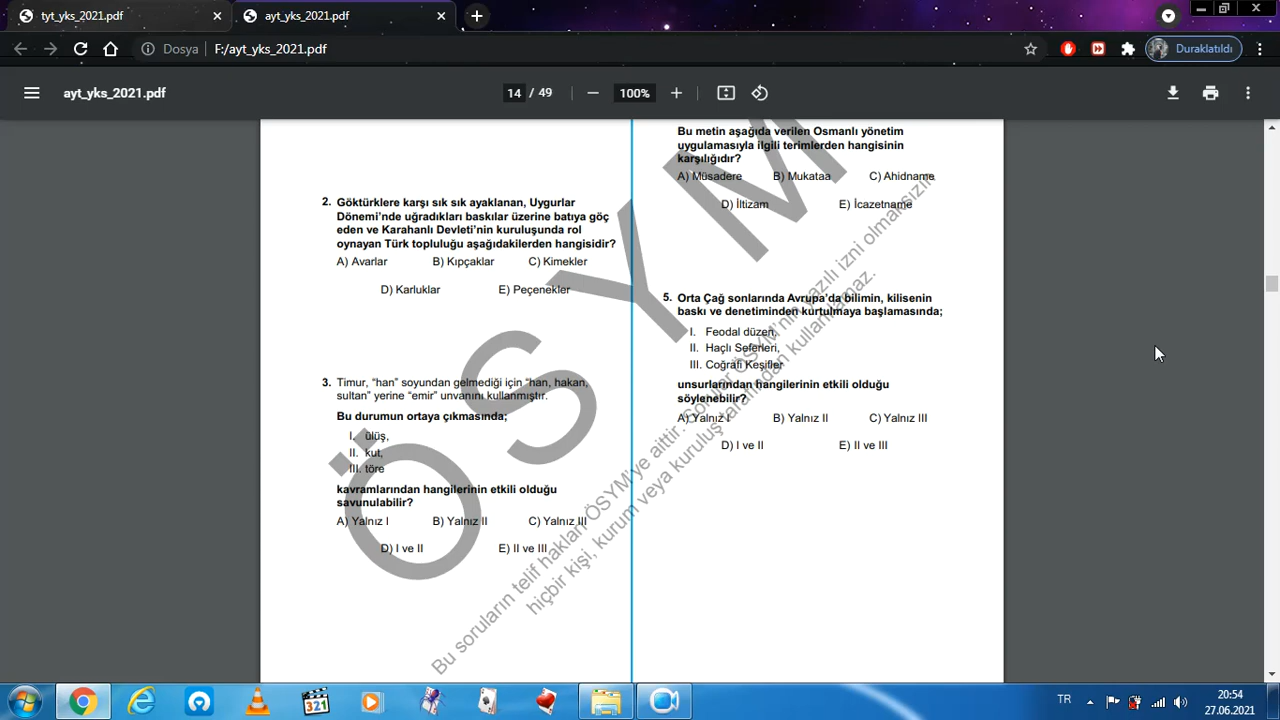 tyt_yks_2021.pdf
ayt_yks_2021.pdf
Dosya
F:/ayt_yks_2021.pdf
Duraklatıldı
ayt_yks_2021.pdf
14 / 49
100%
2. Göktürklere karşı sık sık ayaklanan, Uygurlar
Dönemi’nde uğradıkları baskılar üzerine batıya göç
eden ve Karahanlı Devleti’nin kuruluşunda rol
oynayan Türk topluluğu aşağıdakilerden hangisidir?
A) Avarlar B) Kıpçaklar C) Kimekler
D) Karluklar E) Peçenekler
3. Timur, “han” soyundan gelmediği için “han, hakan,
sultan” yerine “emir” unvanını kullanmıştır.
Bu durumun ortaya çıkmasında;
I. ülüş,
II. kut,
III. töre
kavramlarından hangilerinin etkili olduğu
savunulabilir?
A) Yalnız I B) Yalnız II C) Yalnız III
D) I ve II E) II ve III
Bu metin aşağıda verilen Osmanlı yönetim
uygulamasıyla ilgili terimlerden hangisinin
karşılığıdır?
A) Müsadere B) Mukataa C) Ahidname
D) İltizam E) İcazetname
5. Orta Çağ sonlarında Avrupa’da bilimin, kilisenin
baskı ve denetiminden kurtulmaya başlamasında;
I. Feodal düzen,
II. Haçlı Seferleri,
III. Coğrafi Keşifler
unsurlarından hangilerinin etkili olduğu
söylenebilir?
A) Yalnız I B) Yalnız II C) Yalnız III
D) I ve II E) II ve III
ÖSYM
Bu soruların telif hakları ÖSYM’ye aittir. Sorular ÖSYM’nin yazılı izni olmaksızın
hiçbir kişi, kurum veya kuruluş tarafından kullanılamaz.
321
TR
20:54
27.06.2021